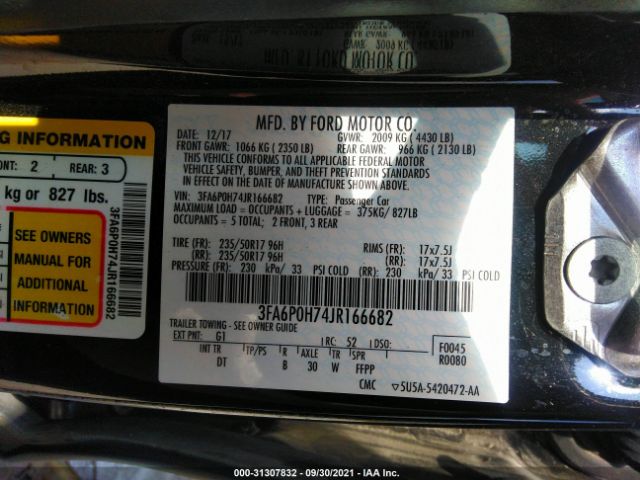 MFD. BY FORD MOTOR CO.
DATE: 12/17
GVWR: 2009 KG ( 4430 LB)
FRONT GAWR: 1066 KG ( 2350 LB)
REAR GAWR: 966 KG ( 2130 LB)
THIS VEHICLE CONFORMS TO ALL APPLICABLE FEDERAL MOTOR
VEHICLE SAFETY, BUMPER, AND THEFT PREVENTION STANDARDS
IN EFFECT ON THE DATE OF MANUFACTURE SHOWN ABOVE.
VIN: 3FA6P0H74JR166682
TYPE: Passenger Car
MAXIMUM LOAD = OCCUPANTS + LUGGAGE = 375KG/ 827LB
OCCUPANTS = 5 TOTAL; 2 FRONT, 3 REAR
TIRE (FR): 235/50R17 96H
RIMS (FR): 17x7.5J
(RR): 235/50R17 96H
(RR): 17x7.5J
PRESSURE (FR): 230 kPa/ 33 PSI COLD
(RR): 230 kPa/ 33 PSI COLD
3FA6P0H74JR166682
TRAILER TOWING - SEE OWNER GUIDE
EXT PNT: G1
RC: 52
DSO:
F0045
R0080
INT TR
TP/PS
R
AXLE
TR
SPR
DT
B
30
W
FFPP
CMC
5U5A-5420472-AA
G INFORMATION
ONT: 2
REAR: 3
kg or 827 lbs.
SEE OWNERS
MANUAL FOR
ADDITIONAL
INFORMATION
3FA6P0H74JR166682
000-31307832 - 09/30/2021 - IAA Inc.